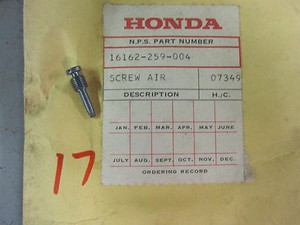 HONDA
N.P.S. PART NUMBER
16162-259-004
SCREW AIR 07349
DESCRIPTION H./C.
JAN. FEB. MAR. APR. MAY JUNE
JULY AUG. SEPT. OCT. NOV. DEC.
ORDERING RECORD
17